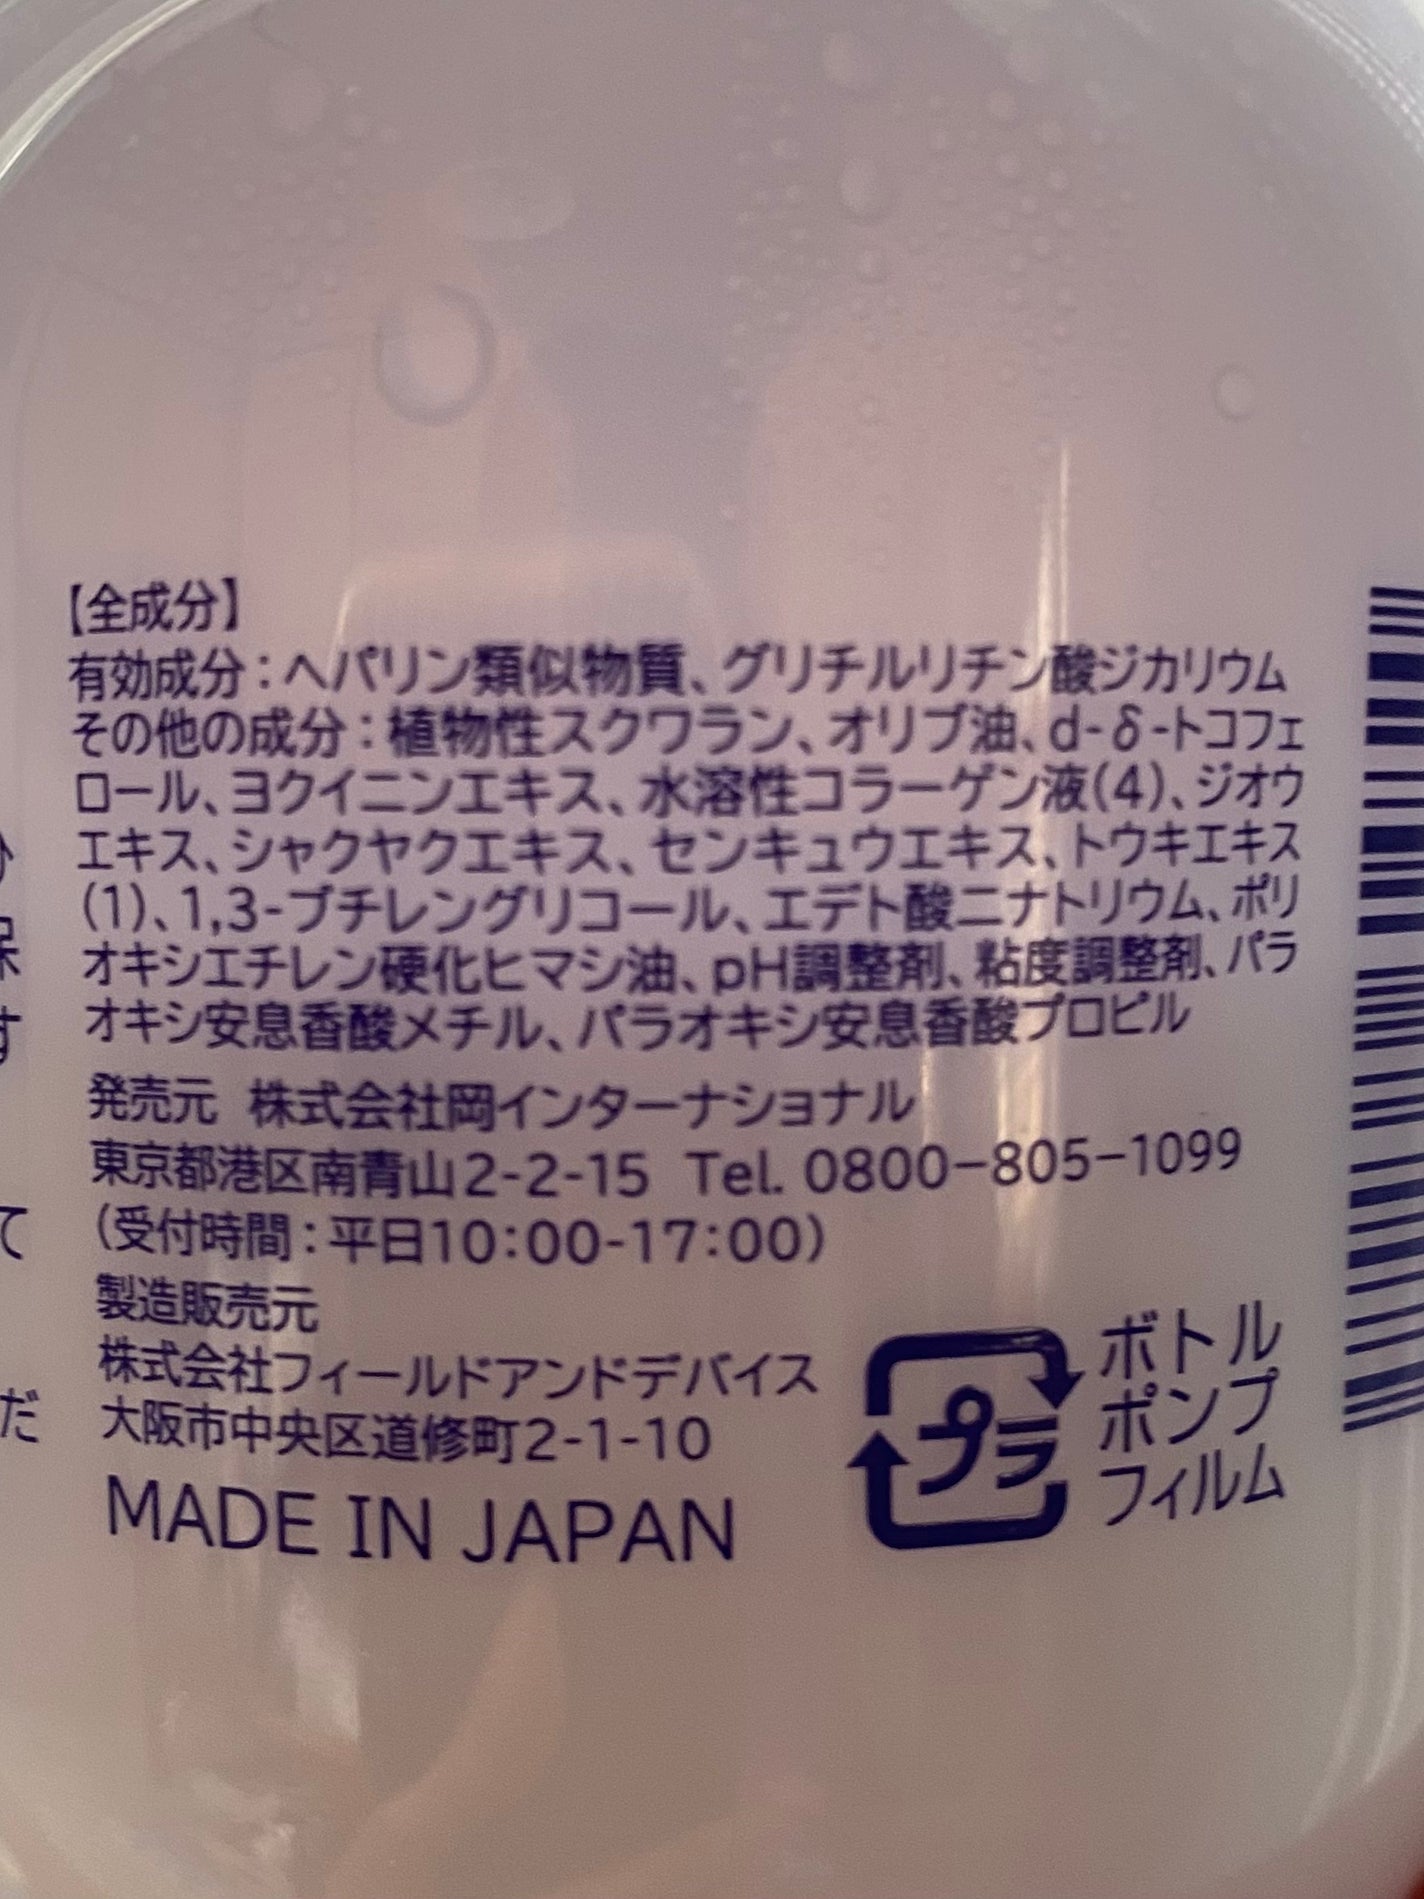 【全成分】
有効成分：ヘパリン類似物質、グリチルリチン酸ジカリウム
その他の成分：植物性スクワラン、オリブ油、d-δ-トコフェ
ロール、ヨクイニンエキス、水溶性コラーゲン液(4)、ジオウ
エキス、シャクヤクエキス、センキュウエキス、トウキエキス
(1)、1,3-ブチレングリコール、エデト酸二ナトリウム、ポリ
オキシエチレン硬化ヒマシ油、pH調整剤、粘度調整剤、パラ
オキシ安息香酸メチル、パラオキシ安息香酸プロピル
発売元 株式会社岡インターナショナル
東京都港区南青山2-2-15 Tel. 0800-805-1099
(受付時間：平日10:00-17:00)
製造販売元
株式会社フィールドアンドデバイス
大阪市中央区道修町2-1-10
MADE IN JAPAN
プラ
ボトル
ポンプ
フィルム
す
て
だ